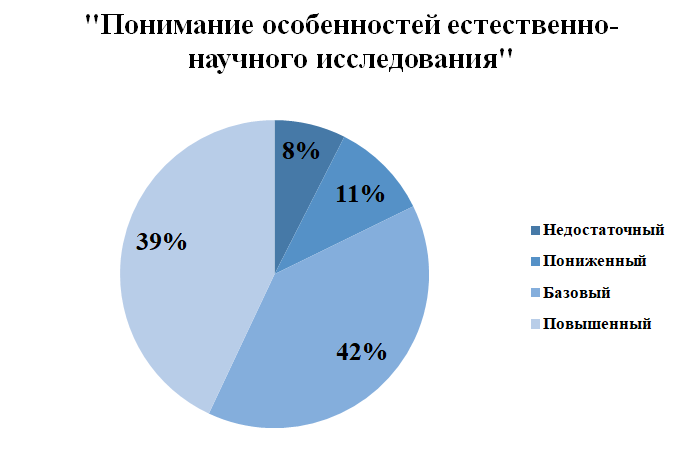 "Понимание особенностей естественно-
научного исследования"
8%
11%
39%
42%
Недостаточный
Пониженный
Базовый
Повышенный